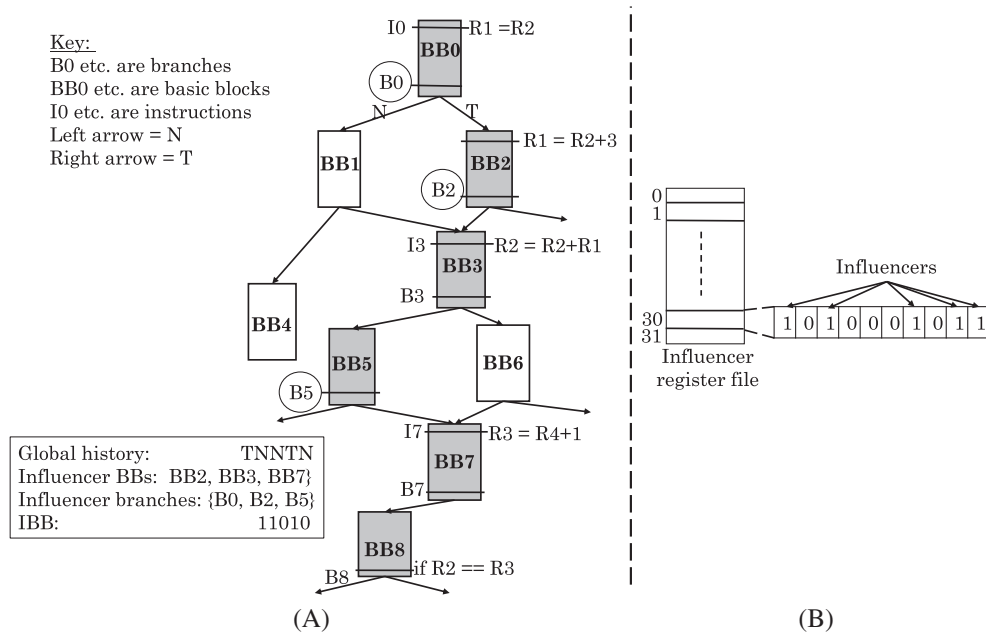 Key:
B0 etc. are branches
BB0 etc. are basic blocks
I0 etc. are instructions
Left arrow = N
Right arrow = T
I0
R1 =R2
BB0
B0
N
T
BB1
R1 = R2+3
BB2
B2
I3
R2 = R2+R1
BB3
B3
BB4
BB5
BB6
B5
I7
R3 = R4+1
BB7
B7
BB8
B8
if R2 == R3
Global history: TNNTN
Influencer BBs: BB2, BB3, BB7}
Influencer branches: {B0, B2, B5}
IBB: 11010
(A)
0
1
30
31
Influencers
1 0 1 0 0 0 1 0 1 1
Influencer
register file
(B)